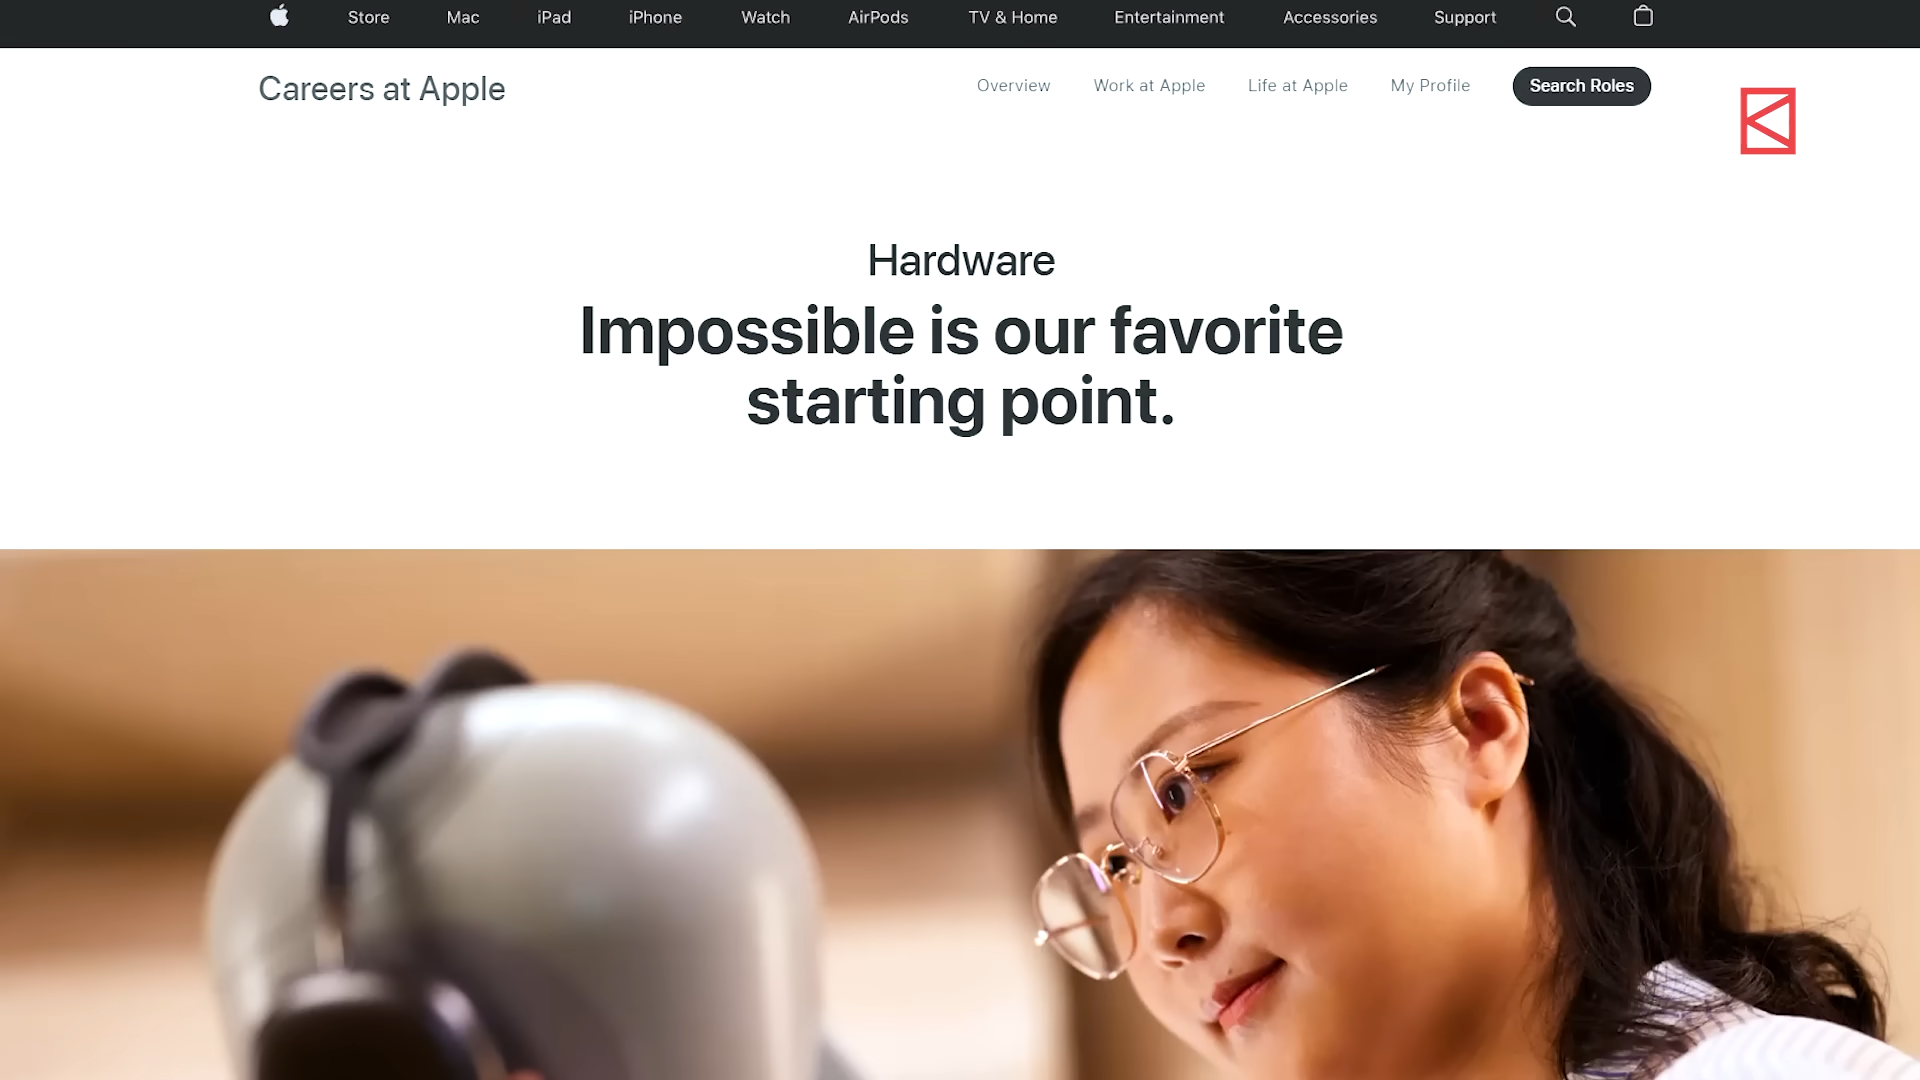 Store Mac iPad iPhone Watch AirPods TV & Home Entertainment Accessories Support
Careers at Apple
Overview Work at Apple Life at Apple My Profile Search Roles
Hardware
Impossible is our favorite
starting point.